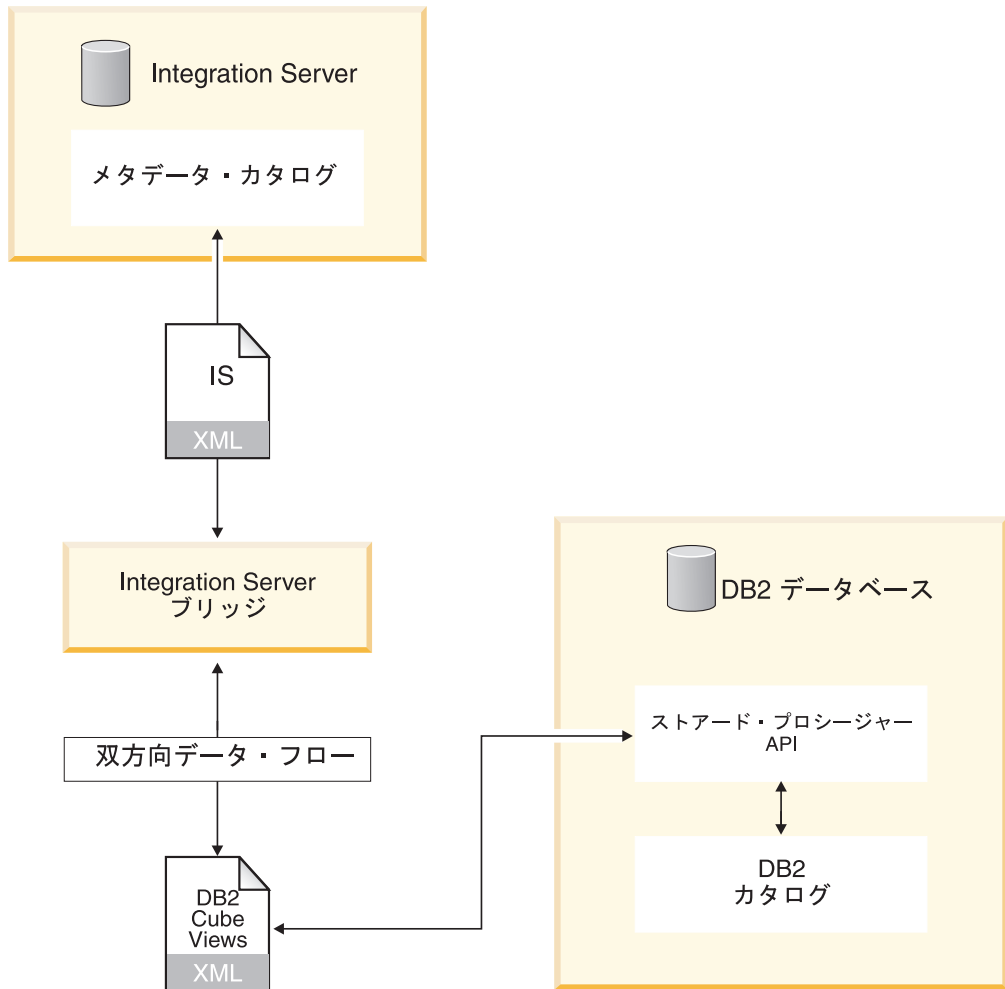 Integration Server
メタデータ・カタログ
IS
XML
Integration Server
ブリッジ
双方向データ・フロー
DB2
Cube
Views
XML
DB2 データベース
ストアード・プロシージャー
API
DB2
カタログ